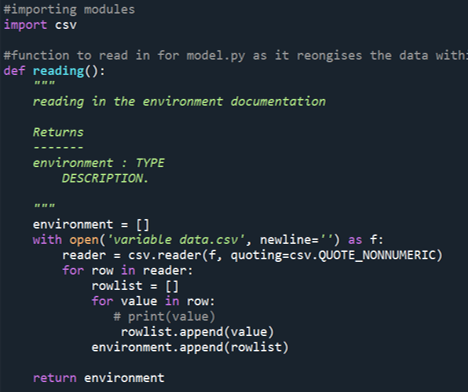 #importing modules
import csv

#function to read in for model.py as it reongises the data with
def reading():
    """
    reading in the environment documentation

    Returns
    -------
    environment : TYPE
        DESCRIPTION.

    """
    environment = []
    with open('variable data.csv', newline='') as f:
        reader = csv.reader(f, quoting=csv.QUOTE_NONNUMERIC)
        for row in reader:
            rowlist = []
            for value in row:
               # print(value)
                rowlist.append(value)
            environment.append(rowlist)

    return environment